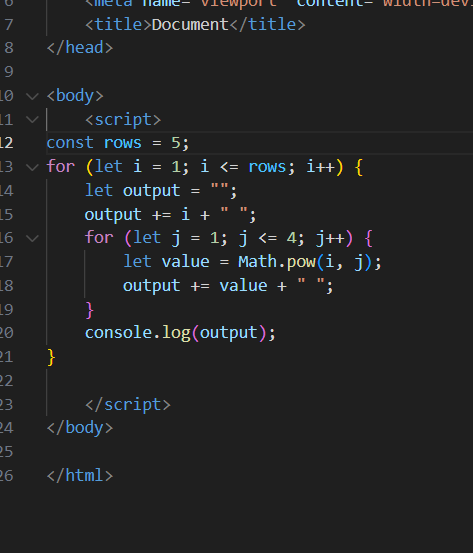 6 <meta name="viewport" content="width=devi
7 <title>Document</title>
8 </head>
9
10 <body>
11 <script>
12 const rows = 5;
13 for (let i = 1; i <= rows; i++) {
14 let output = "";
15 output += i + " ";
16 for (let j = 1; j <= 4; j++) {
17 let value = Math.pow(i, j);
18 output += value + " ";
19 }
20 console.log(output);
21 }
22
23 </script>
24 </body>
25
26 </html>